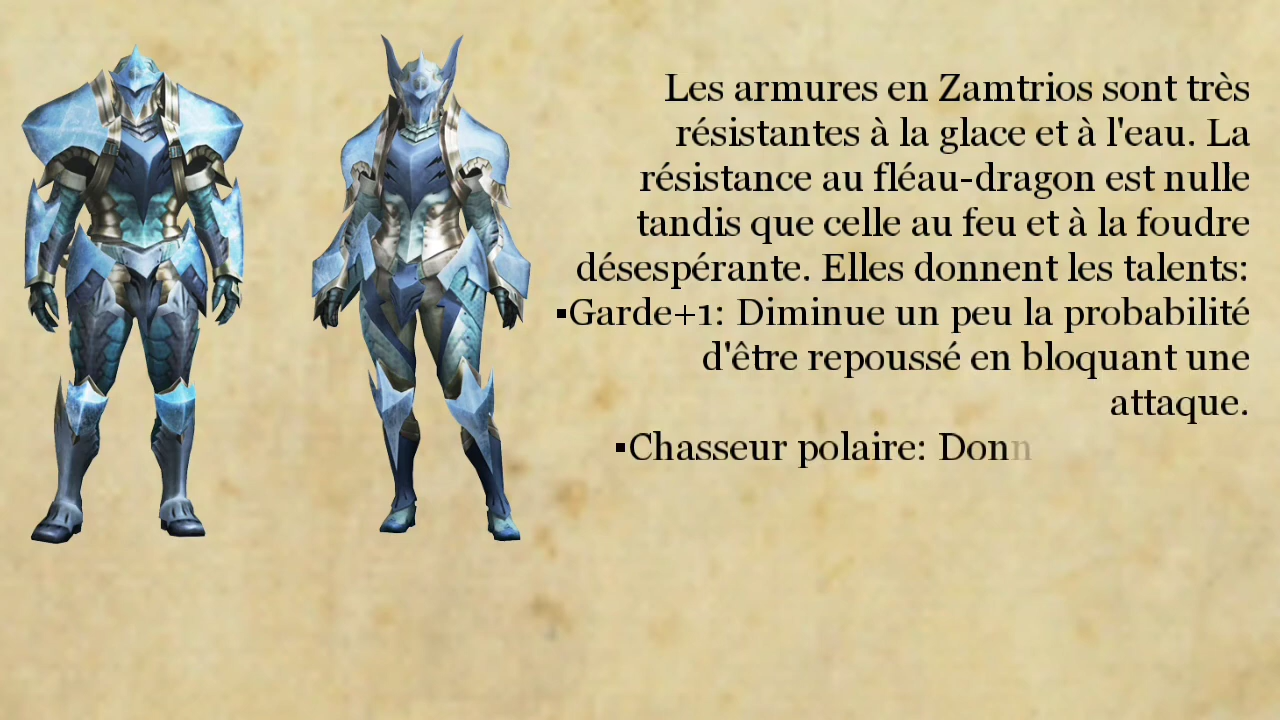 Les armures en Zamtrios sont très
résistantes à la glace et à l'eau. La
résistance au fléau-dragon est nulle
tandis que celle au feu et à la foudre
désespérante. Elles donnent les talents:
▪Garde+1: Diminue un peu la probabilité
d'être repoussé en bloquant une
attaque.
▪Chasseur polaire: Donn